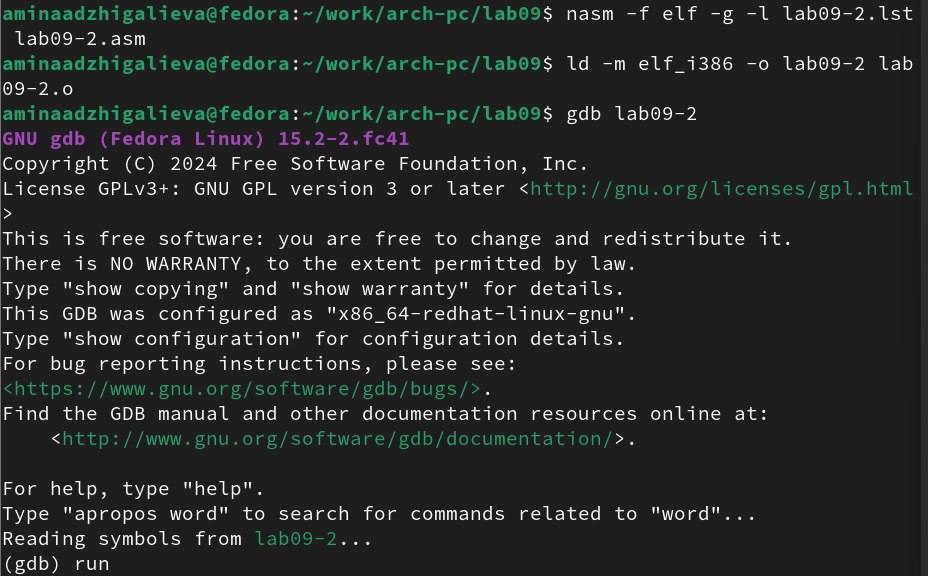 aminaadzhigalieva@fedora:~/work/arch-pc/lab09$ nasm -f elf -g -l lab09-2.lst
 lab09-2.asm
aminaadzhigalieva@fedora:~/work/arch-pc/lab09$ ld -m elf_i386 -o lab09-2 lab
09-2.o
aminaadzhigalieva@fedora:~/work/arch-pc/lab09$ gdb lab09-2
GNU gdb (Fedora Linux) 15.2-2.fc41
Copyright (C) 2024 Free Software Foundation, Inc.
License GPLv3+: GNU GPL version 3 or later <http://gnu.org/licenses/gpl.html
>
This is free software: you are free to change and redistribute it.
There is NO WARRANTY, to the extent permitted by law.
Type "show copying" and "show warranty" for details.
This GDB was configured as "x86_64-redhat-linux-gnu".
Type "show configuration" for configuration details.
For bug reporting instructions, please see:
<https://www.gnu.org/software/gdb/bugs/>.
Find the GDB manual and other documentation resources online at:
    <http://www.gnu.org/software/gdb/documentation/>.

For help, type "help".
Type "apropos word" to search for commands related to "word"...
Reading symbols from lab09-2...
(gdb) run